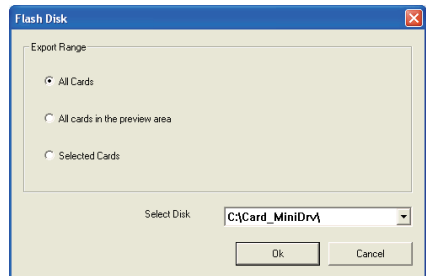 Flash Disk
Export Range
All Cards
All cards in the preview area
Selected Cards
Select Disk
C:\Card_MiniDrv\
Ok
Cancel